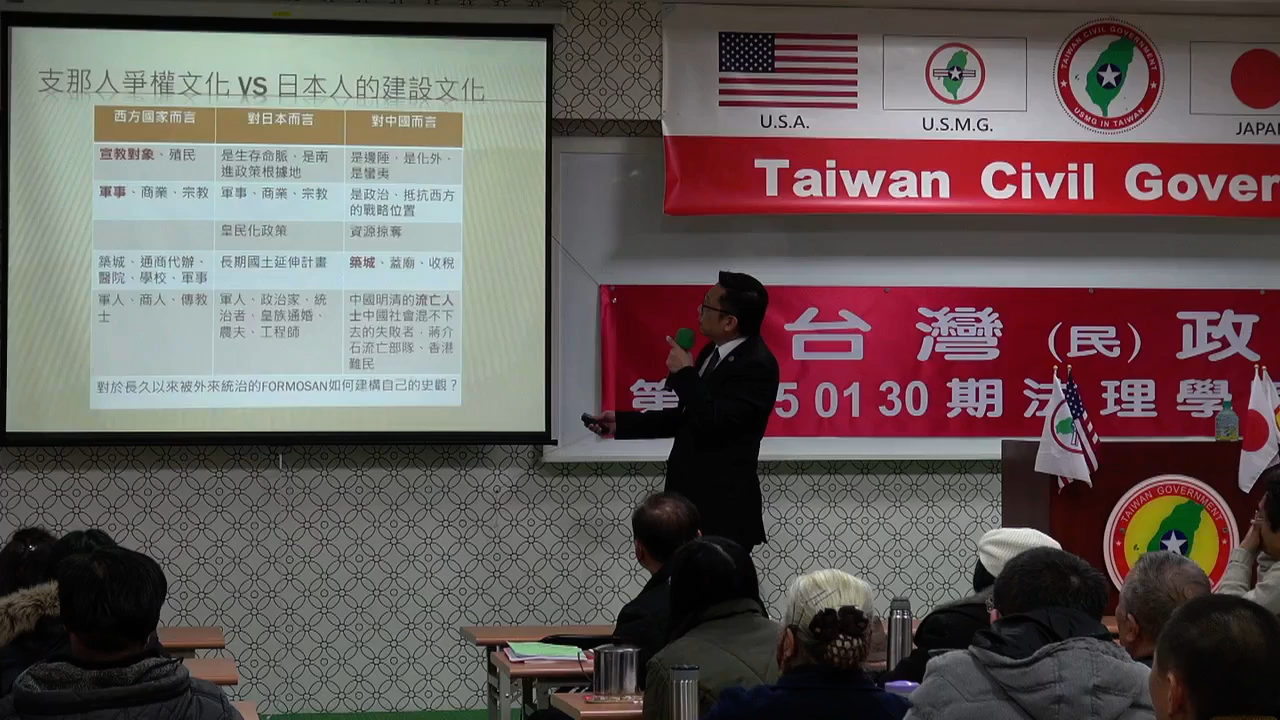 支那人爭權文化 VS 日本人的建設文化
西方國家而言
對日本而言
對中國而言
宣教對象、殖民
是生存命脈，是南
進政策根據地
是邊陲，是化外、
是蠻夷
軍事、商業、宗教
軍事、商業、宗教
是政治、抵抗西方
的戰略位置
皇民化政策
資源掠奪
築城、通商代辦、
醫院、學校、軍事
長期國土延伸計畫
築城、蓋廟、收稅
軍人、商人、傳教
士
軍人、政治家、統
治者、皇族通婚、
農夫、工程師
中國明清的流亡人
士中國社會混不下
去的失敗者、蔣介
石流亡部隊、香港
難民
對於長久以來被外來統治的FORMOSAN如何建構自己的史觀？
U.S.A.
U.S.M.G.
TAIWAN CIVIL GOVERNMENT
USMG IN TAIWAN
JAPA
Taiwan Civil Gover
台灣（民）政
第 5 01 30 期法理學
TAIWAN GOVERNMENT